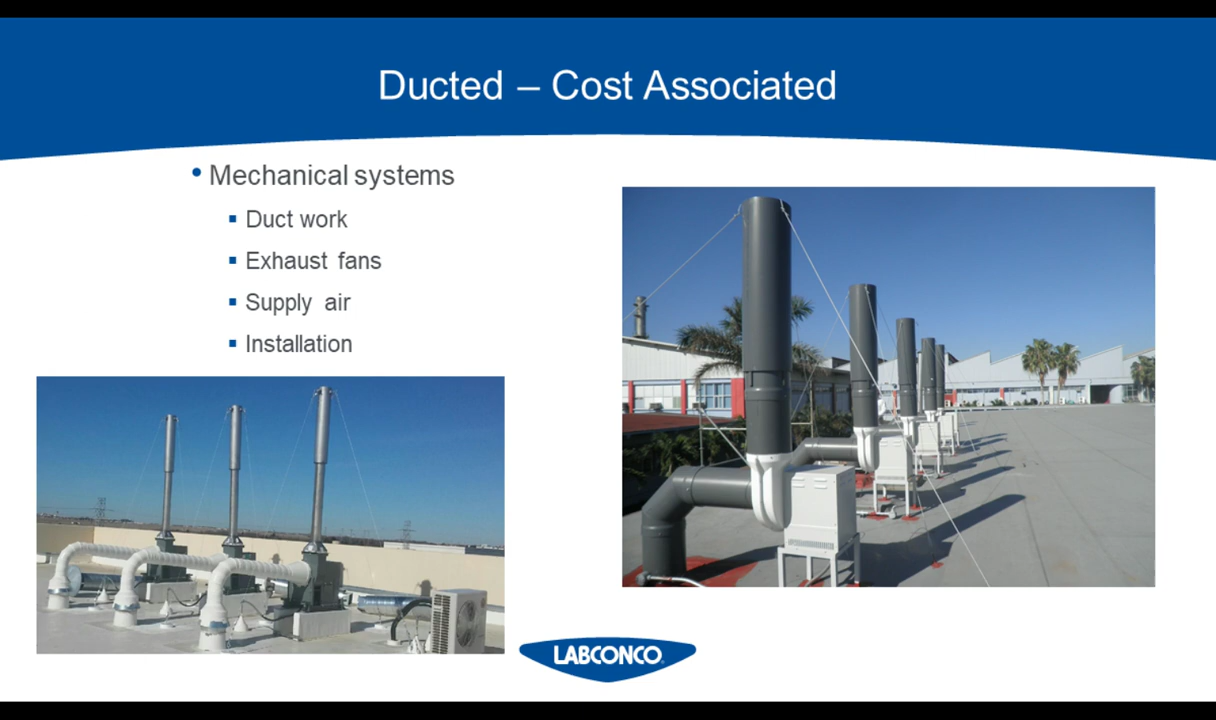 Ducted – Cost Associated
• Mechanical systems
▪ Duct work
▪ Exhaust fans
▪ Supply air
▪ Installation
LABCONCO